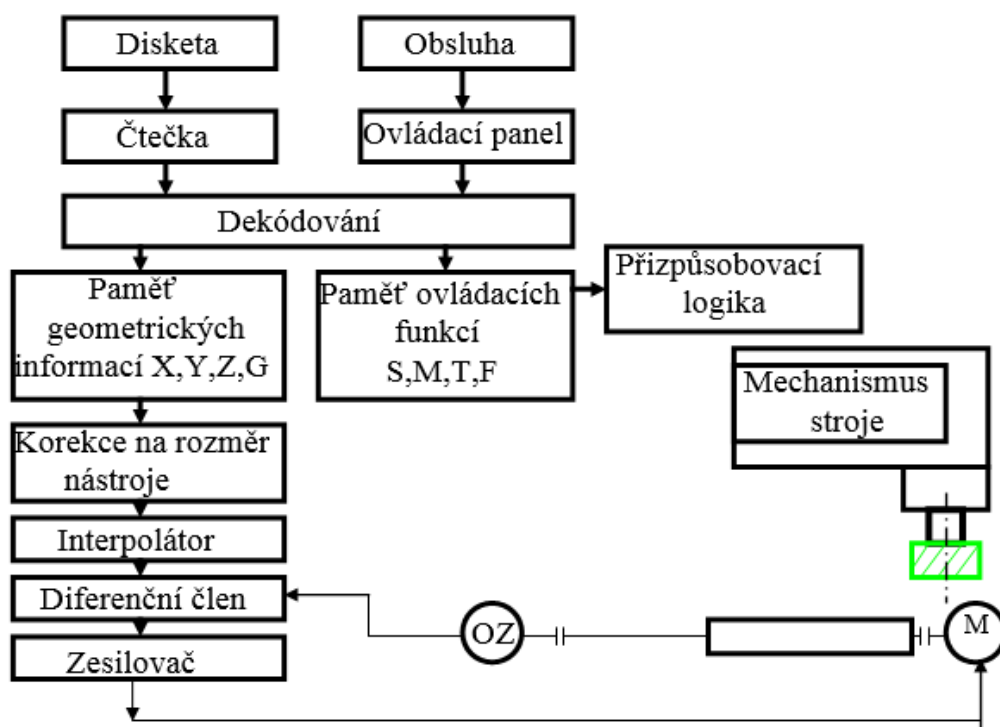 Disketa
Obsluha
Čtečka
Ovládací panel
Dekódování
Paměť
geometrických
informací X,Y,Z,G
Paměť ovládacích
funkcí
S,M,T,F
Přizpůsobovací
logika
Mechanismus
stroje
Korekce na rozměr
nástroje
Interpolátor
Diferenční člen
Zesilovač
OZ
M